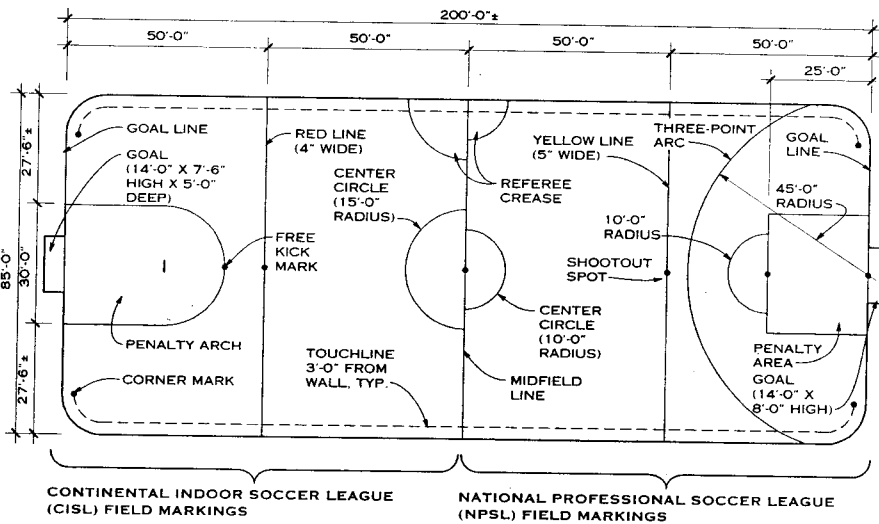 200'-0"±
50'-0"
50'-0"
50'-0"
50'-0"
25'-0"
27'-6"±
85'-0"
30'-0"
27'-6"±
GOAL LINE
GOAL
(14'-0" X 7'-6"
HIGH X 5'-0"
DEEP)
RED LINE
(4" WIDE)
CENTER
CIRCLE
(15'-0"
RADIUS)
FREE
KICK
MARK
PENALTY ARCH
CORNER MARK
TOUCHLINE
3'-0" FROM
WALL, TYP.
REFEREE
CREASE
YELLOW LINE
(5" WIDE)
THREE-POINT
ARC
GOAL
LINE
45'-0"
RADIUS
10'-0"
RADIUS
SHOOTOUT
SPOT
CENTER
CIRCLE
(10'-0"
RADIUS)
MIDFIELD
LINE
PENALTY
AREA
GOAL
(14'-0" X
8'-0" HIGH)
CONTINENTAL INDOOR SOCCER LEAGUE
(CISL) FIELD MARKINGS
NATIONAL PROFESSIONAL SOCCER LEAGUE
(NPSL) FIELD MARKINGS